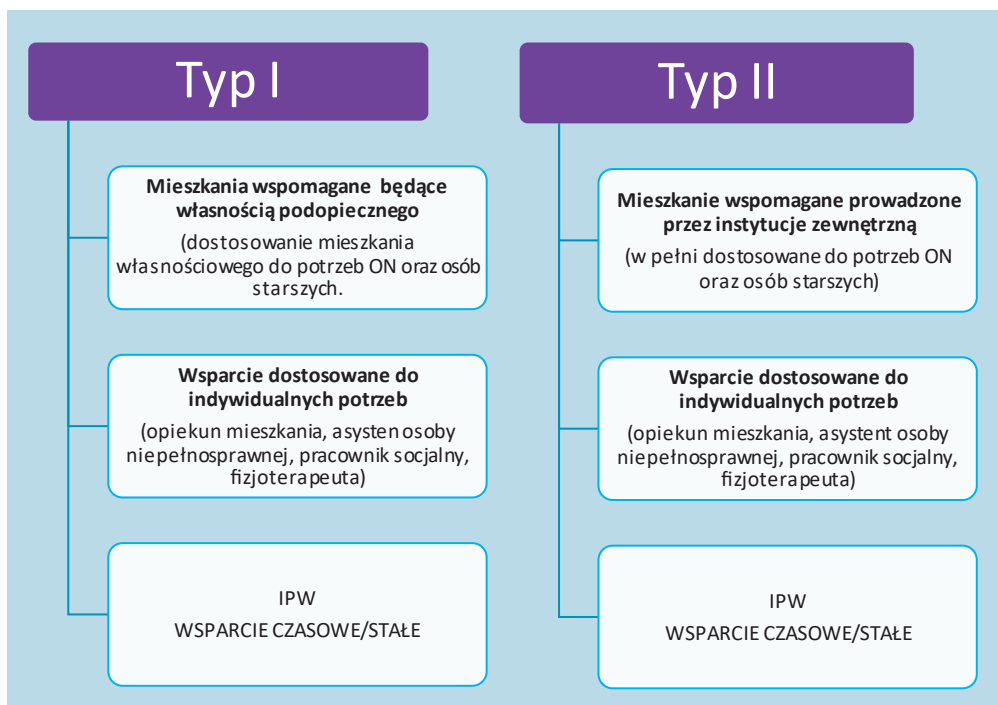 Typ I
Mieszkania wspomagane będące
własnością podopiecznego
(dostosowanie mieszkania
własnościowego do potrzeb ON oraz osób
starszych.
Wsparcie dostosowane do
indywidualnych potrzeb
(opiekun mieszkania, asysten osoby
niepełnosprawnej, pracownik socjalny,
fizjoterapeuta)
IPW
WSPARCIE CZASOWE/STAŁE
Typ II
Mieszkanie wspomagane prowadzone
przez instytucje zewnętrzną
(w pełni dostosowane do potrzeb ON
oraz osób starszych)
Wsparcie dostosowane do
indywidualnych potrzeb
(opiekun mieszkania, asystent osoby
niepełnosprawnej, pracownik socjalny,
fizjoterapeuta)
IPW
WSPARCIE CZASOWE/STAŁE